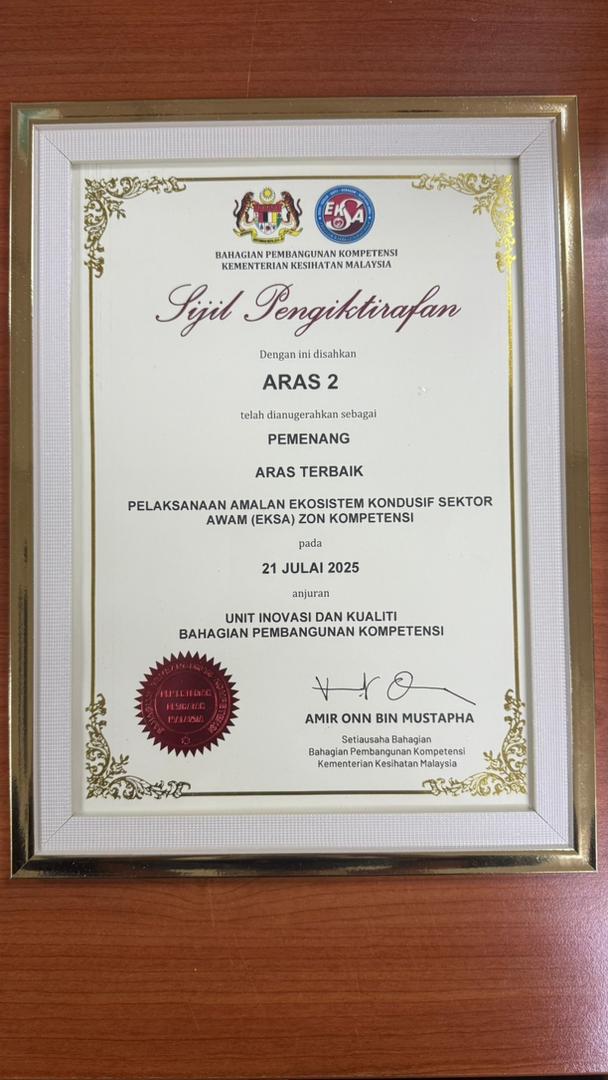 EKSA
BAHAGIAN PEMBANGUNAN KOMPETENSI
KEMENTERIAN KESIHATAN MALAYSIA
Sijil Pengiktirafan
Dengan ini disahkan
ARAS 2
telah dianugerahkan sebagai
PEMENANG
ARAS TERBAIK
PELAKSANAAN AMALAN EKOSISTEM KONDUSIF SEKTOR
AWAM (EKSA) ZON KOMPETENSI
pada
21 JULAI 2025
anjuran
UNIT INOVASI DAN KUALITI
BAHAGIAN PEMBANGUNAN KOMPETENSI
AMIR ONN BIN MUSTAPHA
Setiausaha Bahagian
Bahagian Pembangunan Kompetensi
Kementerian Kesihatan Malaysia